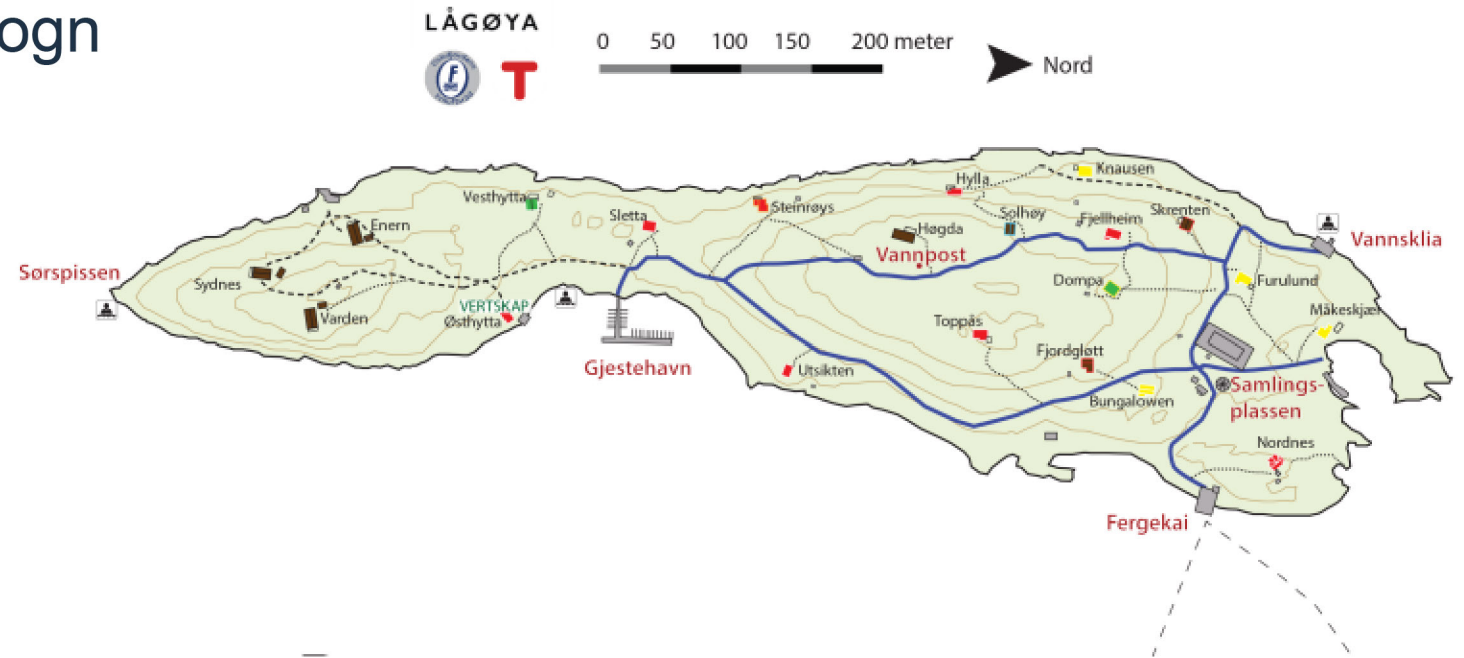 ogn
LÅGØYA
0 50 100 150 200 meter
Nord
F
T
Knausen
Hylla
Vesthytta
Steinrøys
Skrenten
Sletta
Solhøy
Fjellheim
Enern
Høgda
Vannsklia
Vannpost
Sørspissen
Dompa
Furulund
Sydnes
VERTSKAP
Måkeskjær
Østhytta
Varden
Toppås
Fjordgløtt
Gjestehavn
Utsikten
Samlings-
plassen
Bungalowen
Nordnes
Fergekai